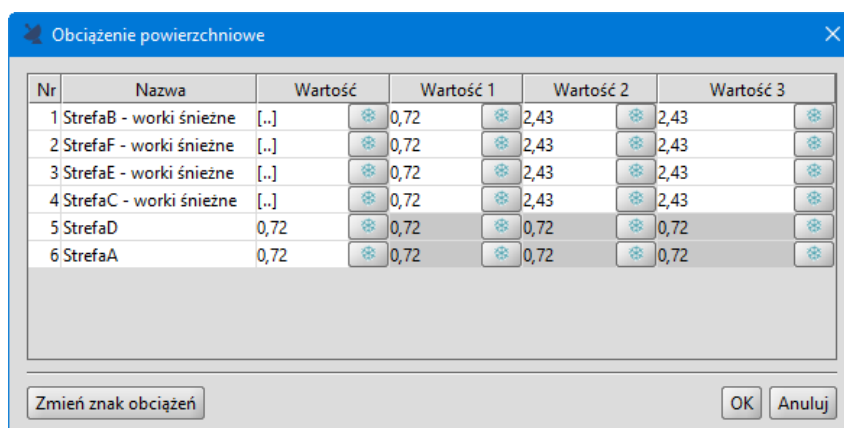 Obciążenie powierzchniowe
Nr Nazwa Wartość Wartość 1 Wartość 2 Wartość 3
1 StrefaB - worki śnieżne [..] 0,72 2,43 2,43
2 StrefaF - worki śnieżne [..] 0,72 2,43 2,43
3 StrefaE - worki śnieżne [..] 0,72 2,43 2,43
4 StrefaC - worki śnieżne [..] 0,72 2,43 2,43
5 StrefaD 0,72 0,72 0,72 0,72
6 StrefaA 0,72 0,72 0,72 0,72
Zmień znak obciążeń OK Anuluj